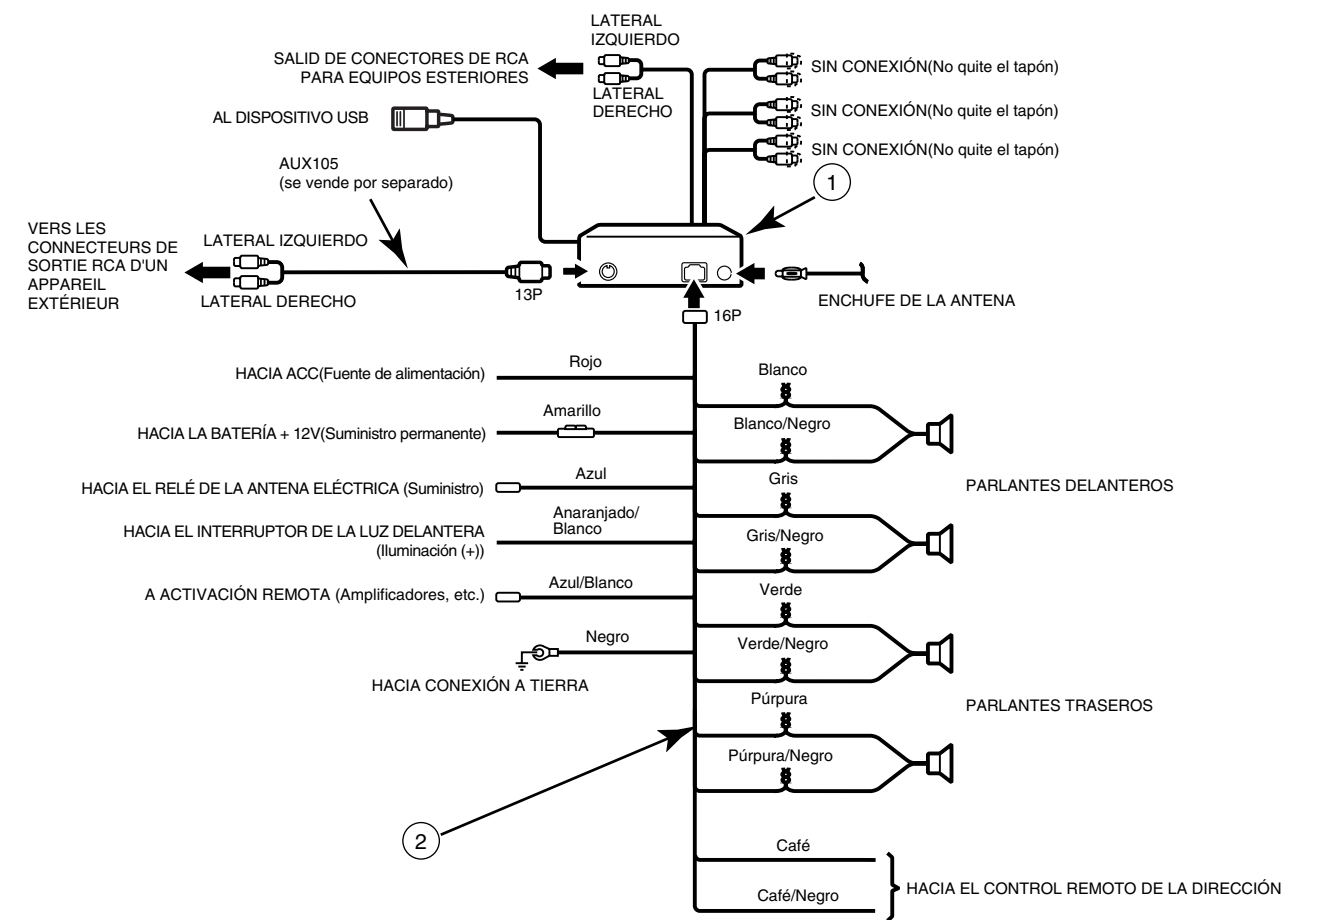 LATERAL
IZQUIERDO
SALID DE CONECTORES DE RCA
PARA EQUIPOS ESTERIORES
LATERAL
DERECHO
SIN CONEXIÓN(No quite el tapón)
SIN CONEXIÓN(No quite el tapón)
SIN CONEXIÓN(No quite el tapón)
AL DISPOSITIVO USB
AUX105
(se vende por separado)
1
VERS LES
CONNECTEURS DE
SORTIE RCA D'UN
APPAREIL
EXTÉRIEUR
LATERAL IZQUIERDO
LATERAL DERECHO
13P
ENCHUFE DE LA ANTENA
16P
HACIA ACC(Fuente de alimentación)
Rojo
HACIA LA BATERÍA + 12V(Suministro permanente)
Amarillo
HACIA EL RELÉ DE LA ANTENA ELÉCTRICA (Suministro)
Azul
HACIA EL INTERRUPTOR DE LA LUZ DELANTERA
(Iluminación (+))
Anaranjado/
Blanco
A ACTIVACIÓN REMOTA (Amplificadores, etc.)
Azul/Blanco
Negro
HACIA CONEXIÓN A TIERRA
Blanco
Blanco/Negro
Gris
Gris/Negro
PARLANTES DELANTEROS
Verde
Verde/Negro
Púrpura
Púrpura/Negro
PARLANTES TRASEROS
2
Café
Café/Negro
HACIA EL CONTROL REMOTO DE LA DIRECCIÓN